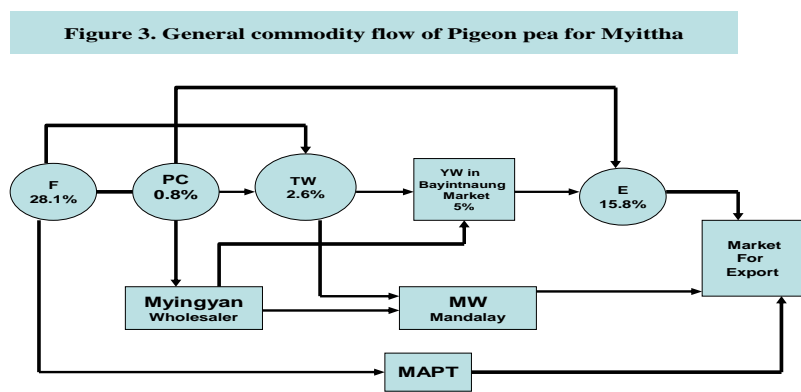 Figure 3. General commodity flow of Pigeon pea for Myittha
F
28.1%
PC
0.8%
TW
2.6%
YW in
Bayintnaung
Market
5%
E
15.8%
Market
For
Export
Myingyan
Wholesaler
MW
Mandalay
MAPT